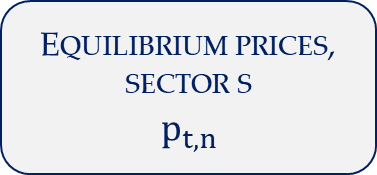 EQUILIBRIUM PRICES,
SECTOR S
pt,n